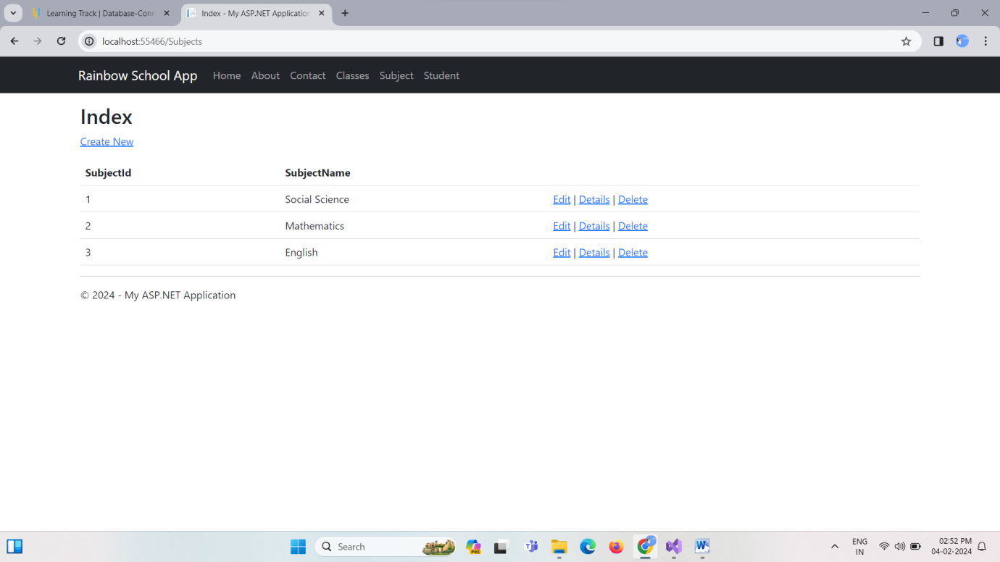 Learning Track | Database-Conn
Index - My ASP.NET Application
localhost:55466/Subjects
Rainbow School App Home About Contact Classes Subject Student
Index
Create New
SubjectId SubjectName
1 Social Science Edit | Details | Delete
2 Mathematics Edit | Details | Delete
3 English Edit | Details | Delete
© 2024 - My ASP.NET Application
Search
PRE
ENG
IN
02:52 PM
04-02-2024